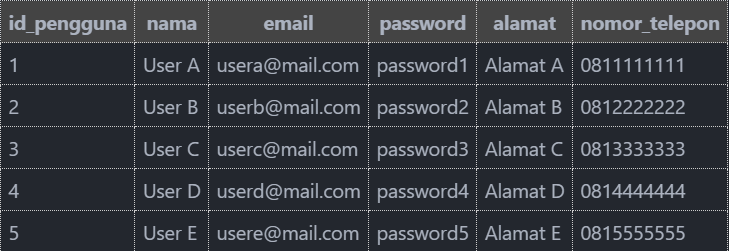 id_pengguna nama email password alamat nomor_telepon
1 User A usera@mail.com password1 Alamat A 0811111111
2 User B userb@mail.com password2 Alamat B 0812222222
3 User C userc@mail.com password3 Alamat C 0813333333
4 User D userd@mail.com password4 Alamat D 0814444444
5 User E usere@mail.com password5 Alamat E 0815555555